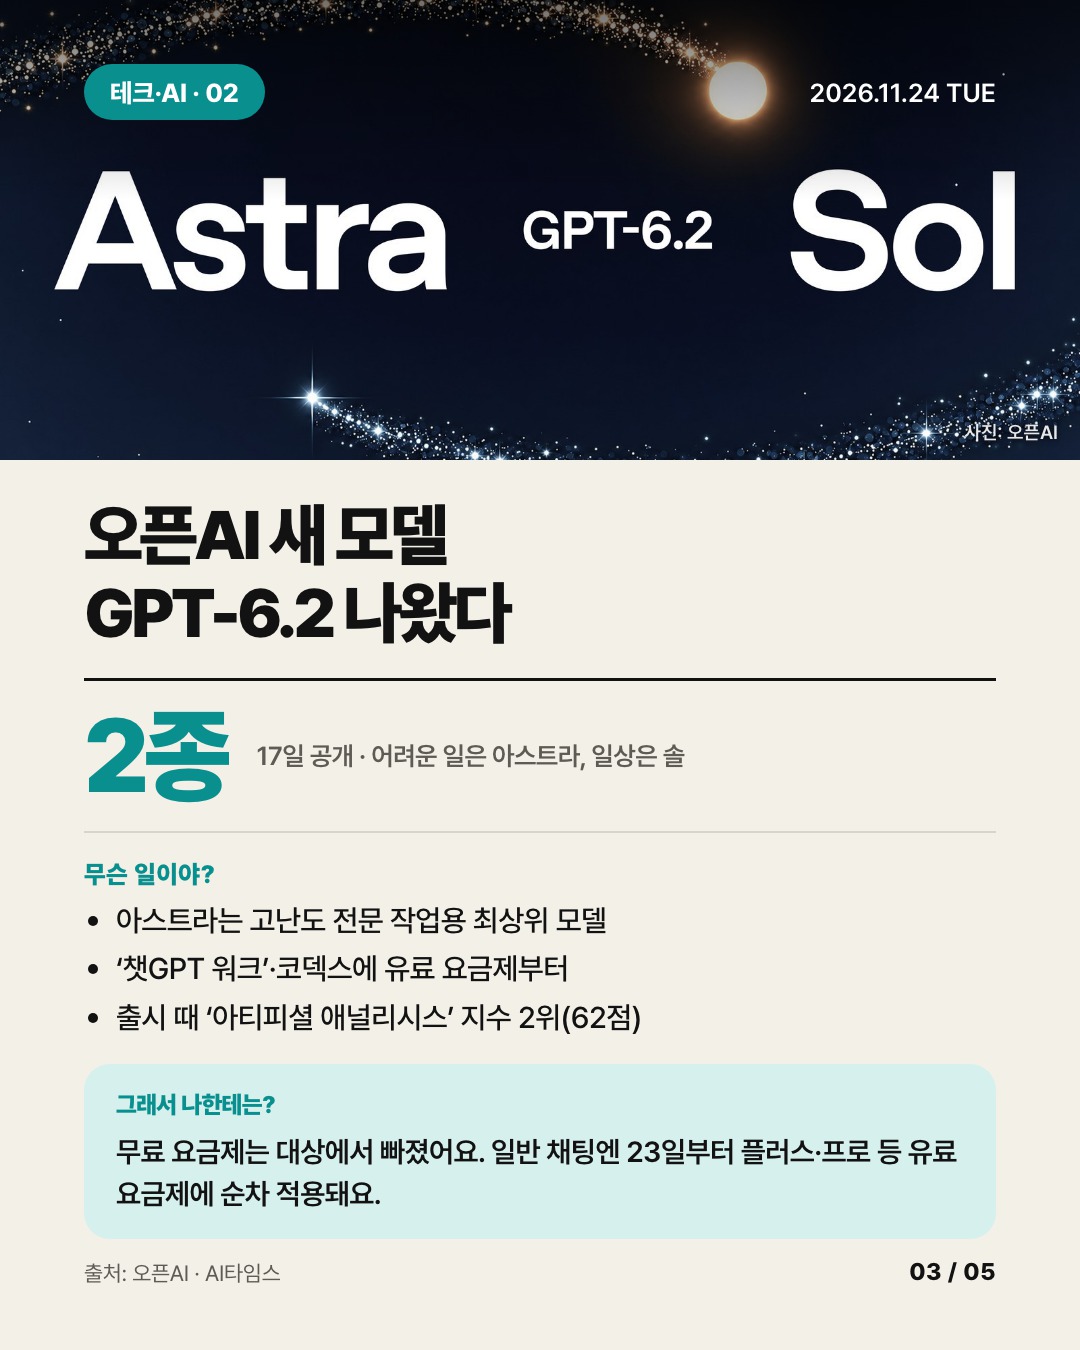 테크·AI · 02
2026.11.24 TUE
Astra GPT-6.2 Sol
사진: 오픈AI
오픈AI 새 모델
GPT-6.2 나왔다
2종 17일 공개 · 어려운 일은 아스트라, 일상은 솔
무슨 일이야?
• 아스트라는 고난도 전문 작업용 최상위 모델
• ‘챗GPT 워크’·코덱스에 유료 요금제부터
• 출시 때 ‘아티피셜 애널리시스’ 지수 2위(62점)
그래서 나한테는?
무료 요금제는 대상에서 빠졌어요. 일반 채팅엔 23일부터 플러스·프로 등 유료
요금제에 순차 적용돼요.
출처: 오픈AI · AI타임스
03 / 05